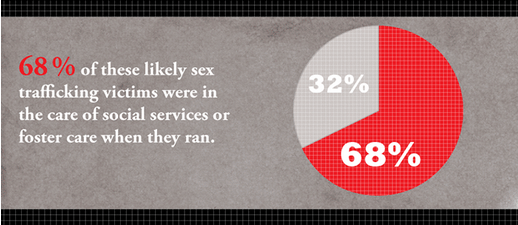 68% of these likely sex
trafficking victims were in
the care of social services or
foster care when they ran.
32%
68%